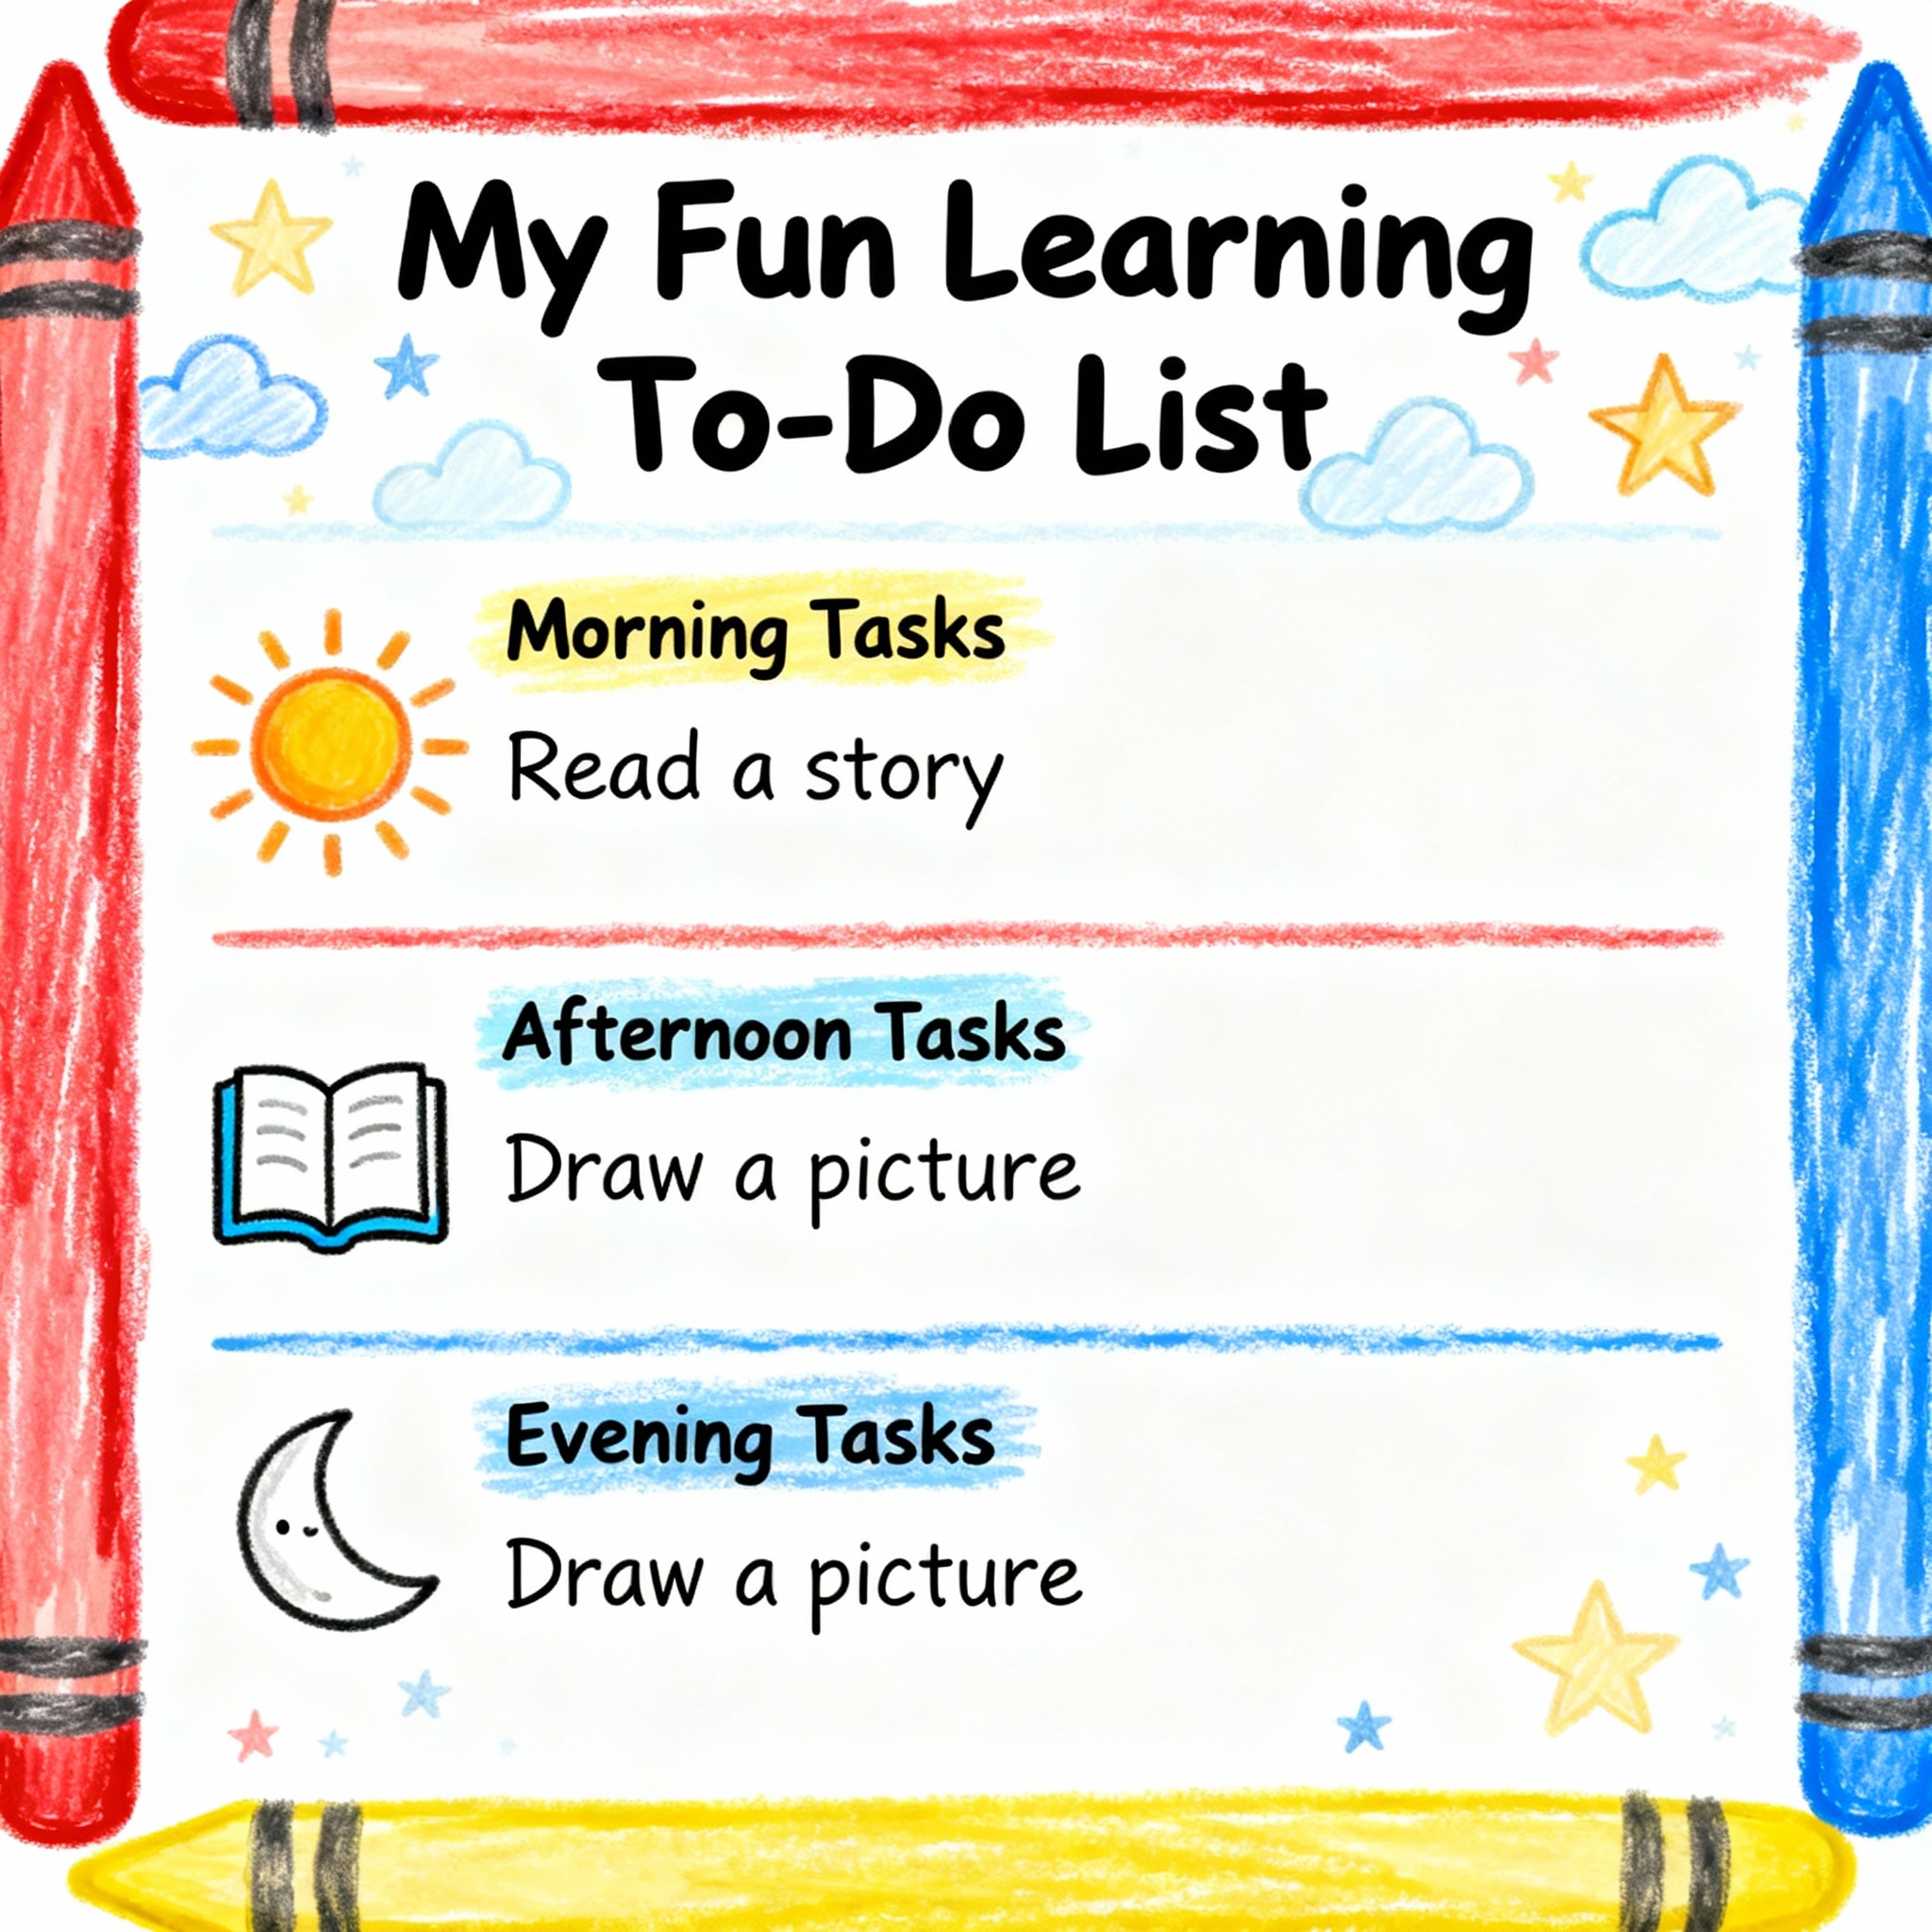 My Fun Learning
To-Do List
Morning Tasks
Read a story
Afternoon Tasks
Draw a picture
Evening Tasks
Draw a picture